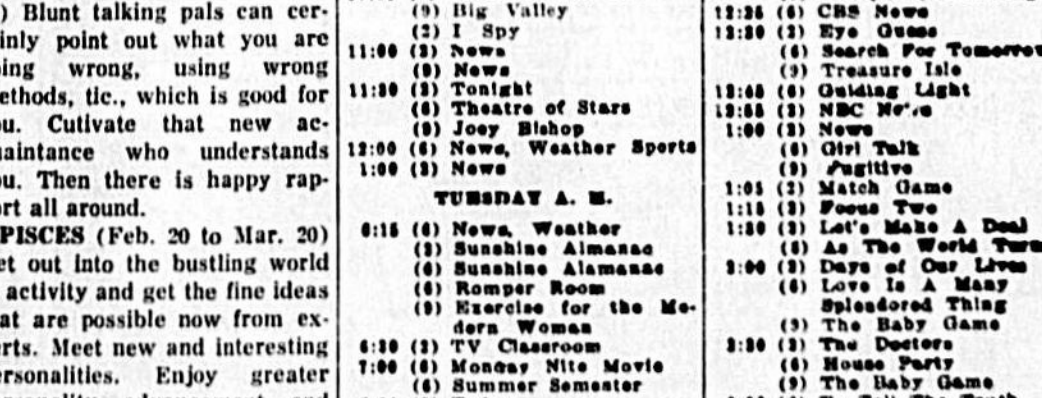 ) Blunt talking pals can cer-
inly point out what you are
ing wrong, using wrong
ethods, tic., which is good for
ou. Cutivate that new ac-
aintance who understands
ou. Then there is happy rap-
rt all around.
PISCES (Feb. 20 to Mar. 20)
et out into the bustling world
activity and get the fine ideas
at are possible now from ex-
rts. Meet new and interesting
ersonalities. Enjoy greater
(9) Big Valley
(2) I Spy
11:00 (2) News
(9) News
11:30 (2) Tonight
(6) Theatre of Stars
(9) Joey Bishop
12:00 (6) News, Weather Sports
1:00 (2) News
TUESDAY A. M.
6:15 (6) News, Weather
(2) Sunshine Almanac
(6) Sunshine Alamanac
(6) Romper Room
(9) Exercise for the Mo-
dern Woman
6:30 (2) TV Classroom
7:00 (6) Monday Nite Movie
(6) Summer Semester
12:25 (6) CBS News
12:30 (2) Eye Guess
(6) Search For Tomorrow
(9) Treasure Isle
12:45 (6) Guiding Light
12:55 (2) NBC News
1:00 (2) News
(6) Girl Talk
(9) Fugitive
1:05 (2) Match Game
1:15 (2) Focus Two
1:30 (2) Let's Make A Deal
(6) As The World Turn
2:00 (2) Days of Our Lives
(6) Love Is A Many
Splendored Thing
(9) The Baby Game
2:30 (2) The Doctors
(6) House Party
(9) The Baby Game